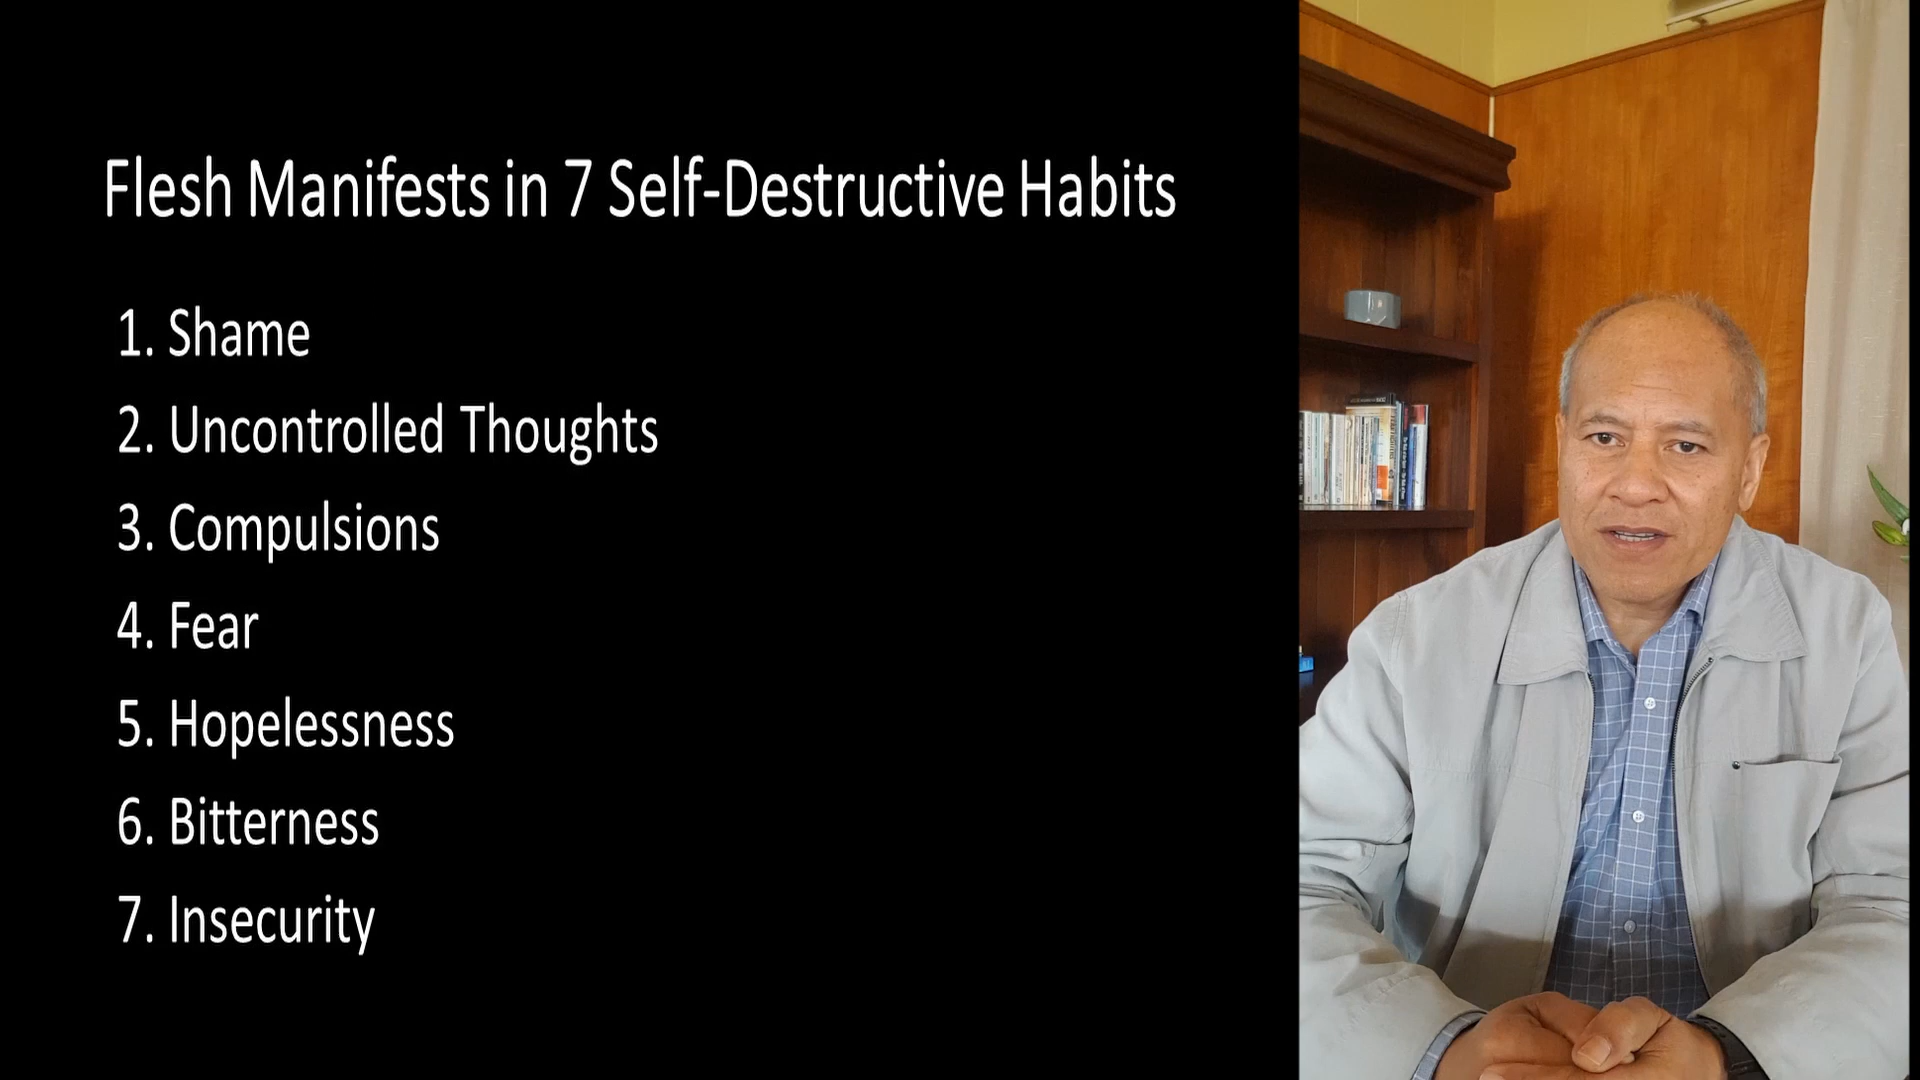 Flesh Manifests in 7 Self-Destructive Habits
1. Shame
2. Uncontrolled Thoughts
3. Compulsions
4. Fear
5. Hopelessness
6. Bitterness
7. Insecurity